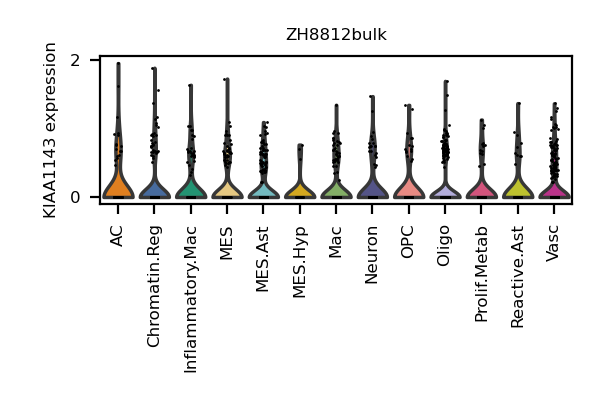 ZH8812bulk
KIAA1143 expression
2
0
AC
Chromatin.Reg
Inflammatory.Mac
MES
MES.Ast
MES.Hyp
Mac
Neuron
OPC
Oligo
Prolif.Metab
Reactive.Ast
Vasc